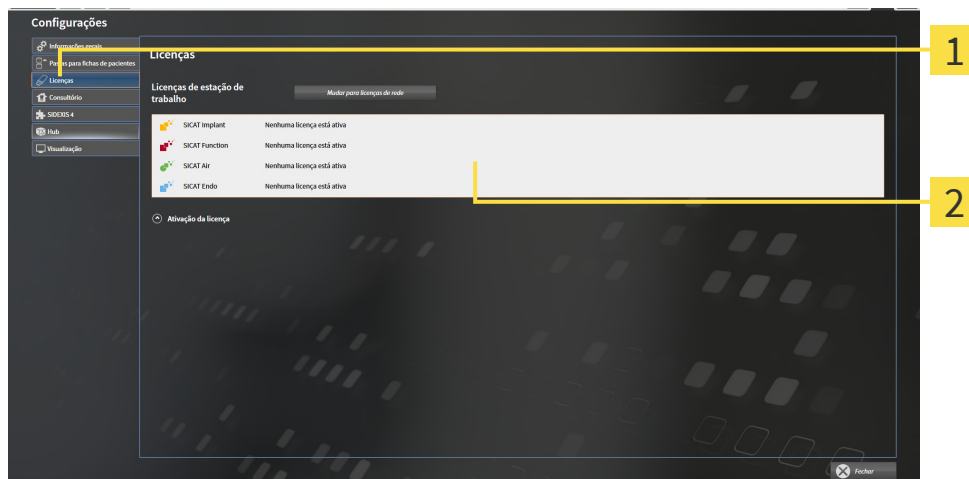 Configurações
Informações gerais
Pastas para fichas de pacientes
Licenças
Consultório
SIDEXIS 4
Hub
Visualização
Licenças
Licenças de estação de
trabalho
Mudar para licenças de rede
SICAT Implant Nenhuma licença está ativa
SICAT Function Nenhuma licença está ativa
SICAT Air Nenhuma licença está ativa
SICAT Endo Nenhuma licença está ativa
Ativação da licença
Fechar
1
2